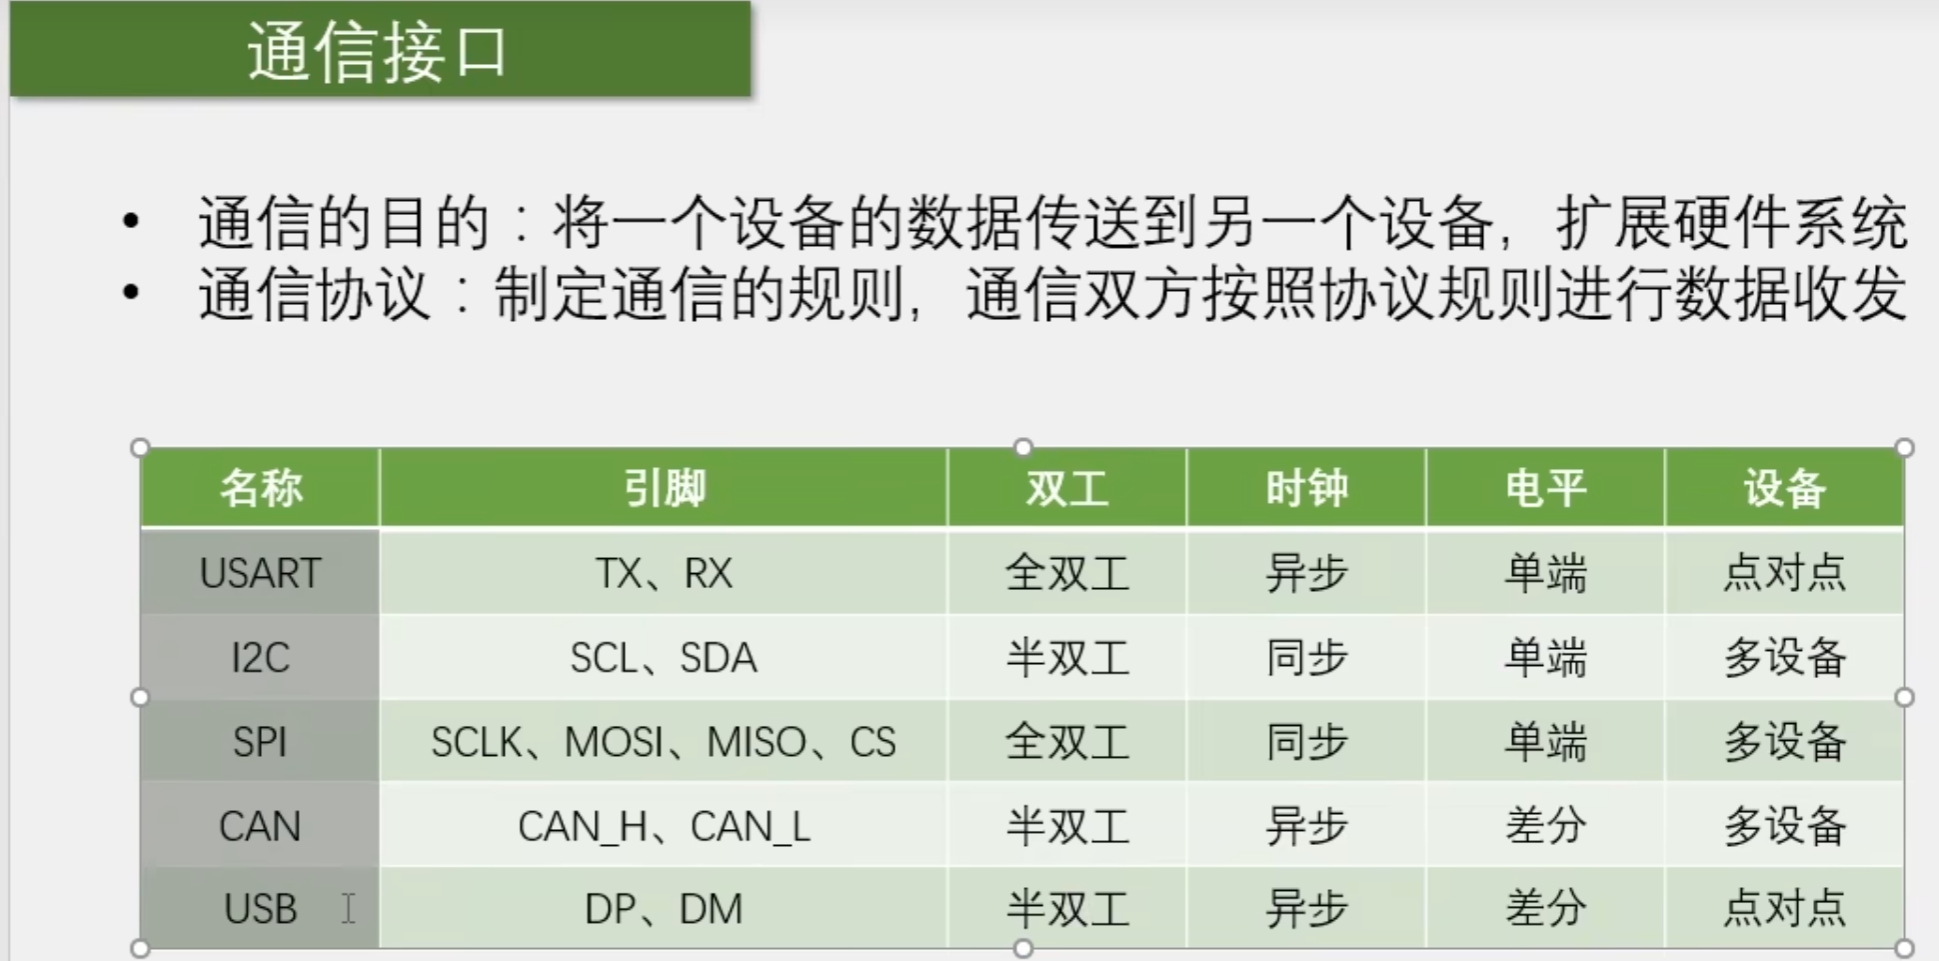 通信接口
• 通信的目的：将一个设备的数据传送到另一个设备，扩展硬件系统
• 通信协议：制定通信的规则，通信双方按照协议规则进行数据收发
名称 引脚 双工 时钟 电平 设备
USART TX、RX 全双工 异步 单端 点对点
I2C SCL、SDA 半双工 同步 单端 多设备
SPI SCLK、MOSI、MISO、CS 全双工 同步 单端 多设备
CAN CAN_H、CAN_L 半双工 异步 差分 多设备
USB DP、DM 半双工 异步 差分 点对点